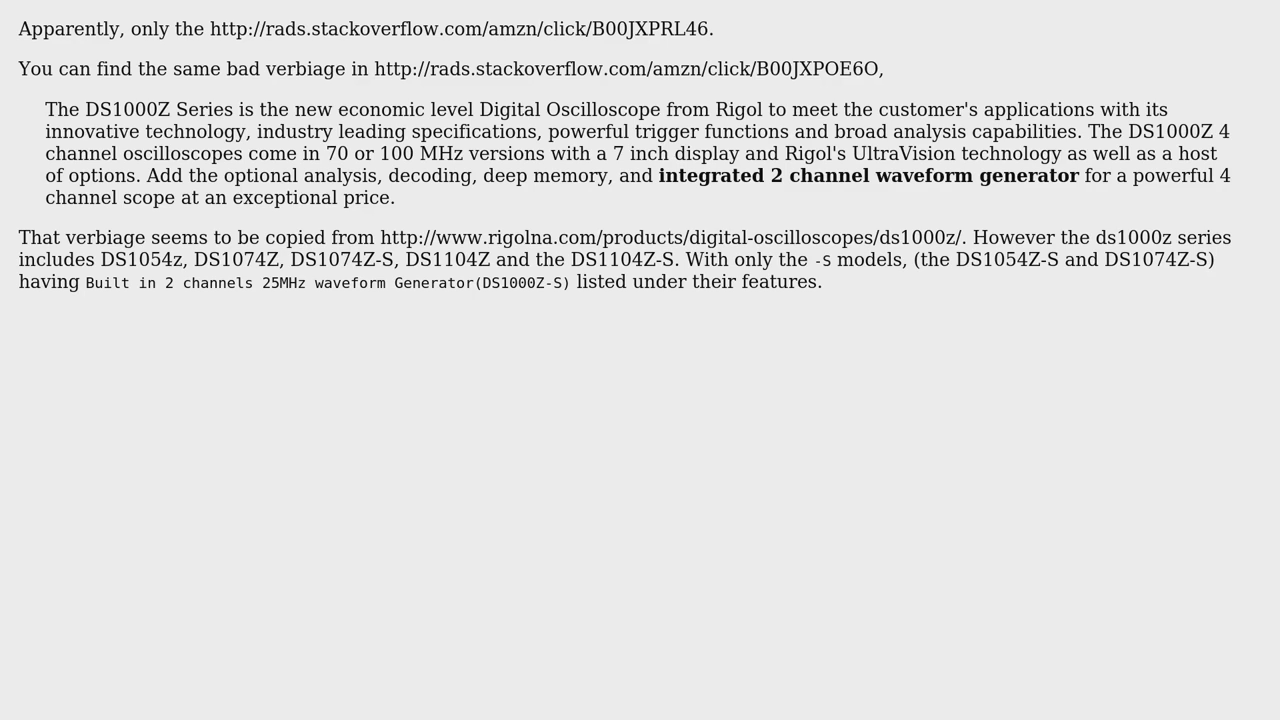 Apparently, only the http://rads.stackoverflow.com/amzn/click/B00JXPRL46.
You can find the same bad verbiage in http://rads.stackoverflow.com/amzn/click/B00JXPOE6O,
The DS1000Z Series is the new economic level Digital Oscilloscope from Rigol to meet the customer's applications with its
innovative technology, industry leading specifications, powerful trigger functions and broad analysis capabilities. The DS1000Z 4
channel oscilloscopes come in 70 or 100 MHz versions with a 7 inch display and Rigol's UltraVision technology as well as a host
of options. Add the optional analysis, decoding, deep memory, and integrated 2 channel waveform generator for a powerful 4
channel scope at an exceptional price.
That verbiage seems to be copied from http://www.rigolna.com/products/digital-oscilloscopes/ds1000z/. However the ds1000z series
includes DS1054z, DS1074Z, DS1074Z-S, DS1104Z and the DS1104Z-S. With only the -S models, (the DS1054Z-S and DS1074Z-S)
having Built in 2 channels 25MHz waveform Generator(DS1000Z-S) listed under their features.